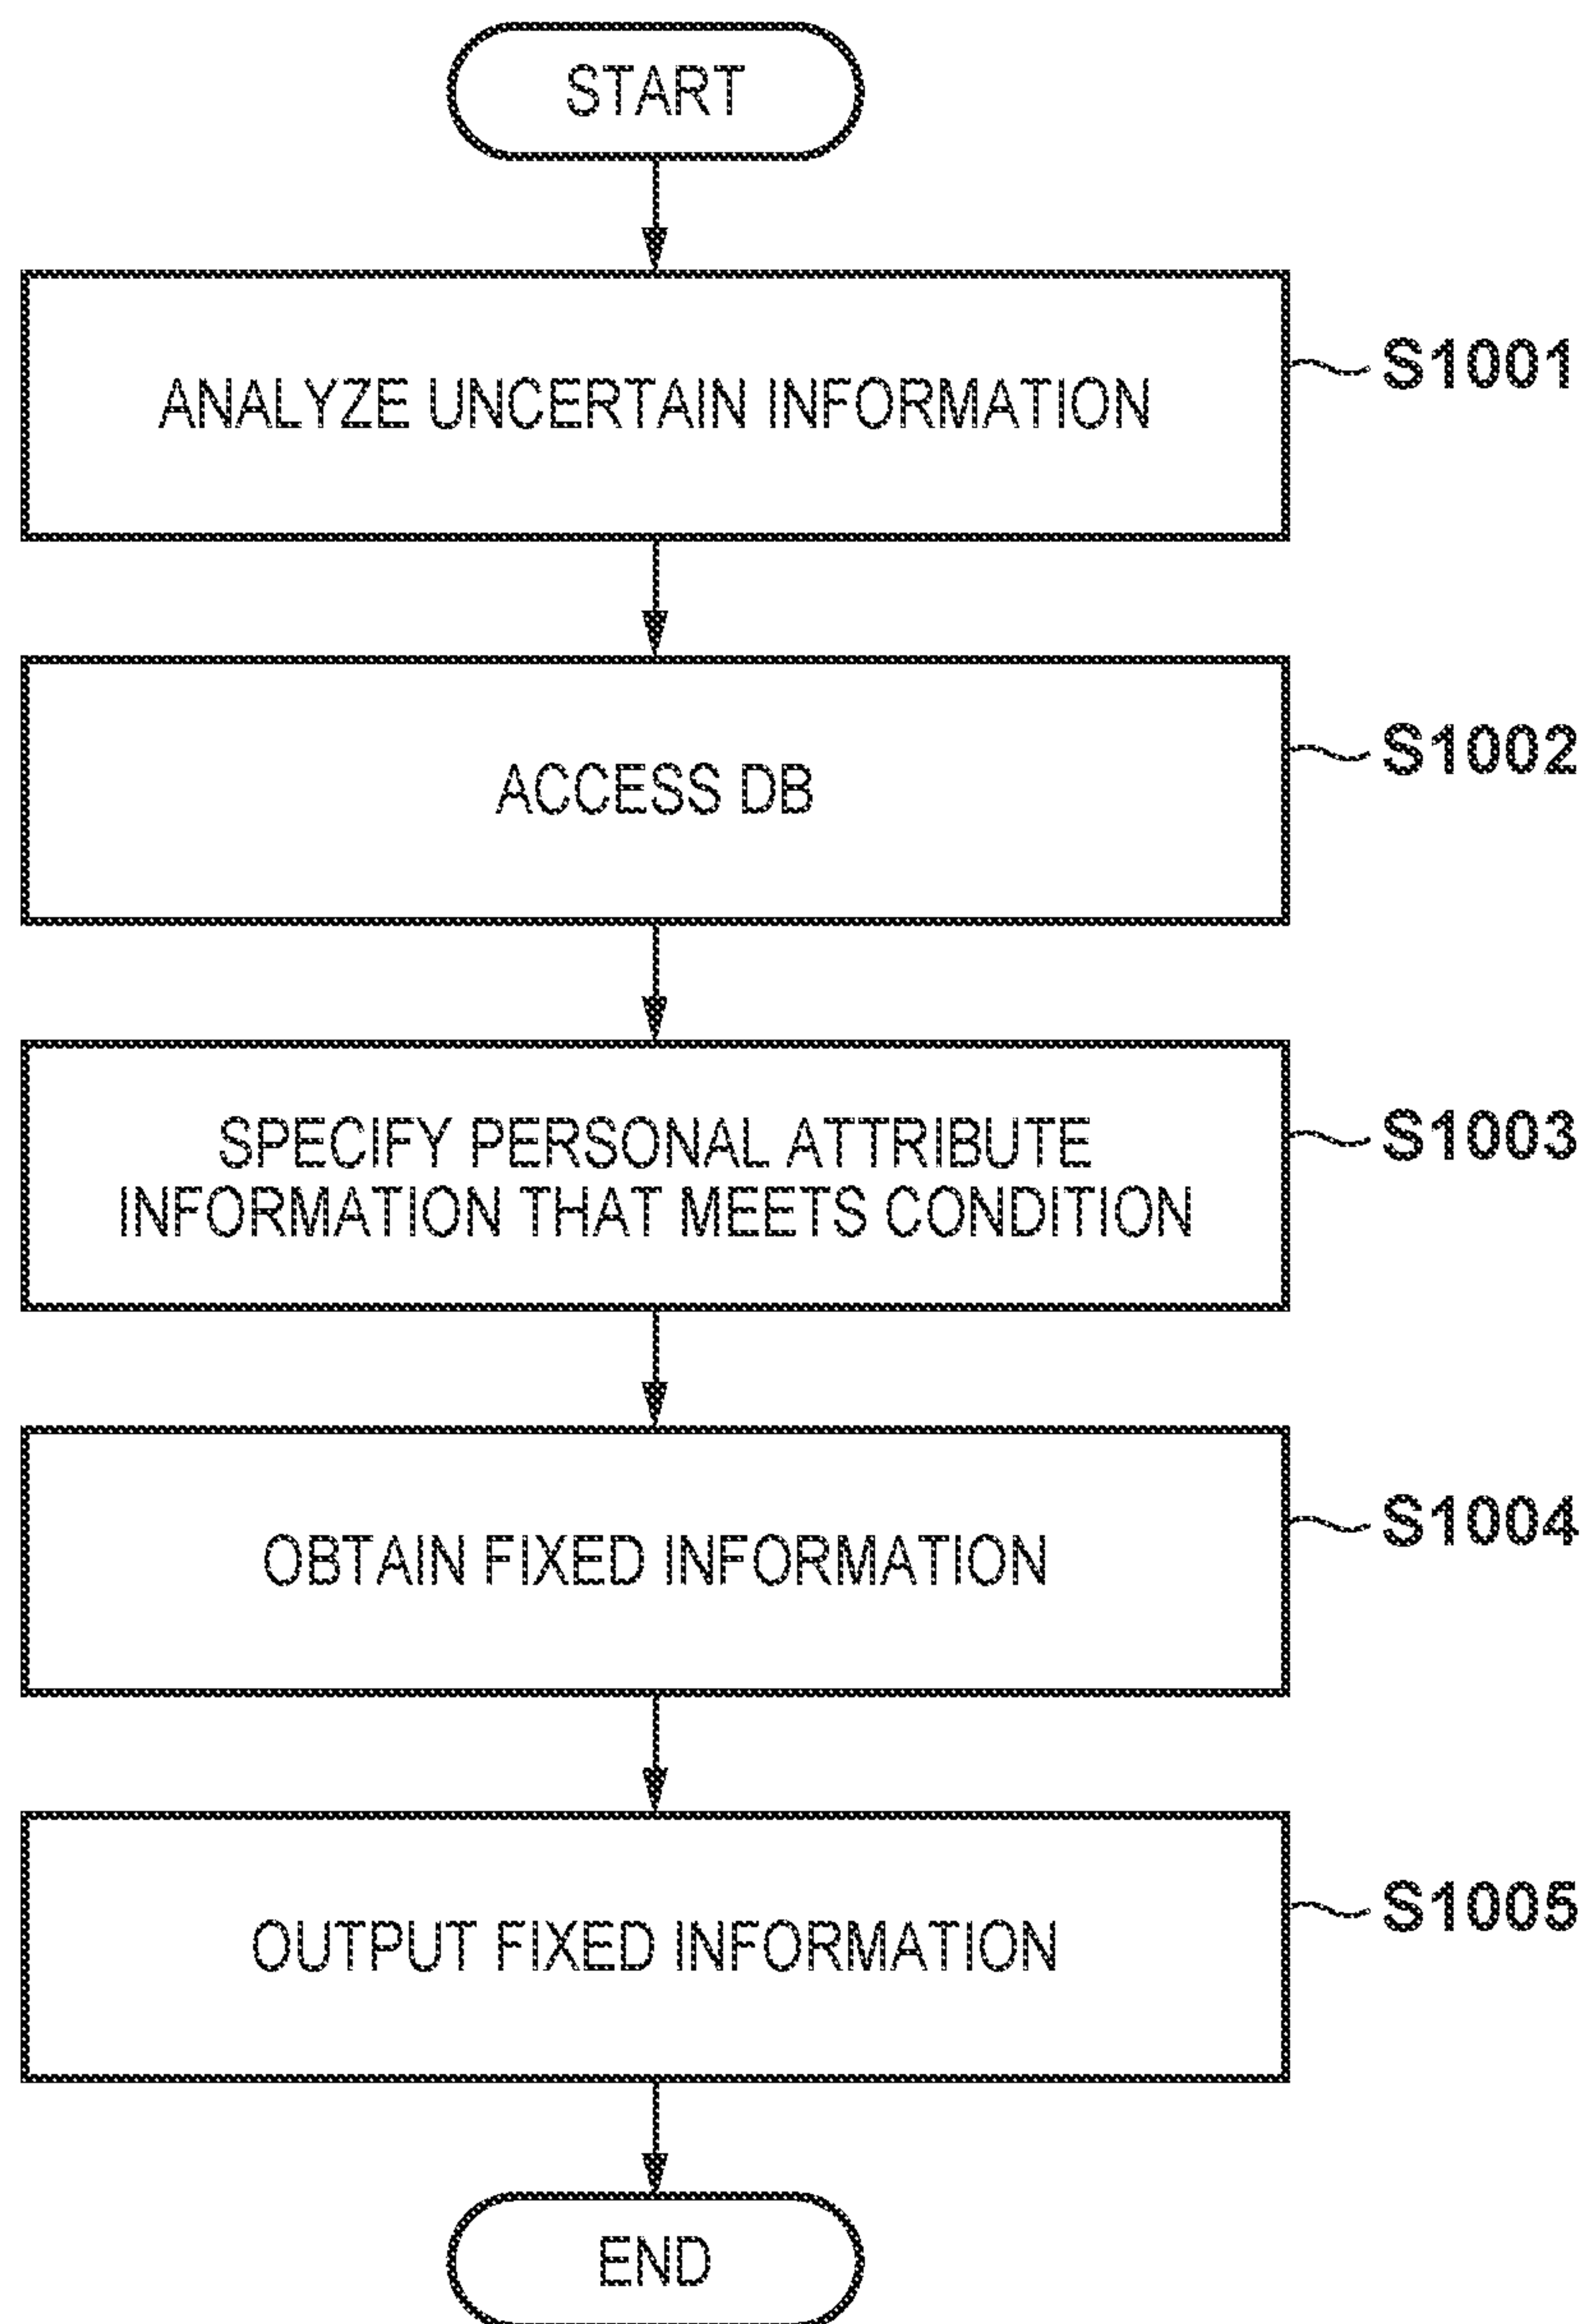 START
ANALYZE UNCERTAIN INFORMATION
S1001
ACCESS DB
S1002
SPECIFY PERSONAL ATTRIBUTE
INFORMATION THAT MEETS CONDITION
S1003
OBTAIN FIXED INFORMATION
S1004
OUTPUT FIXED INFORMATION
S1005
END